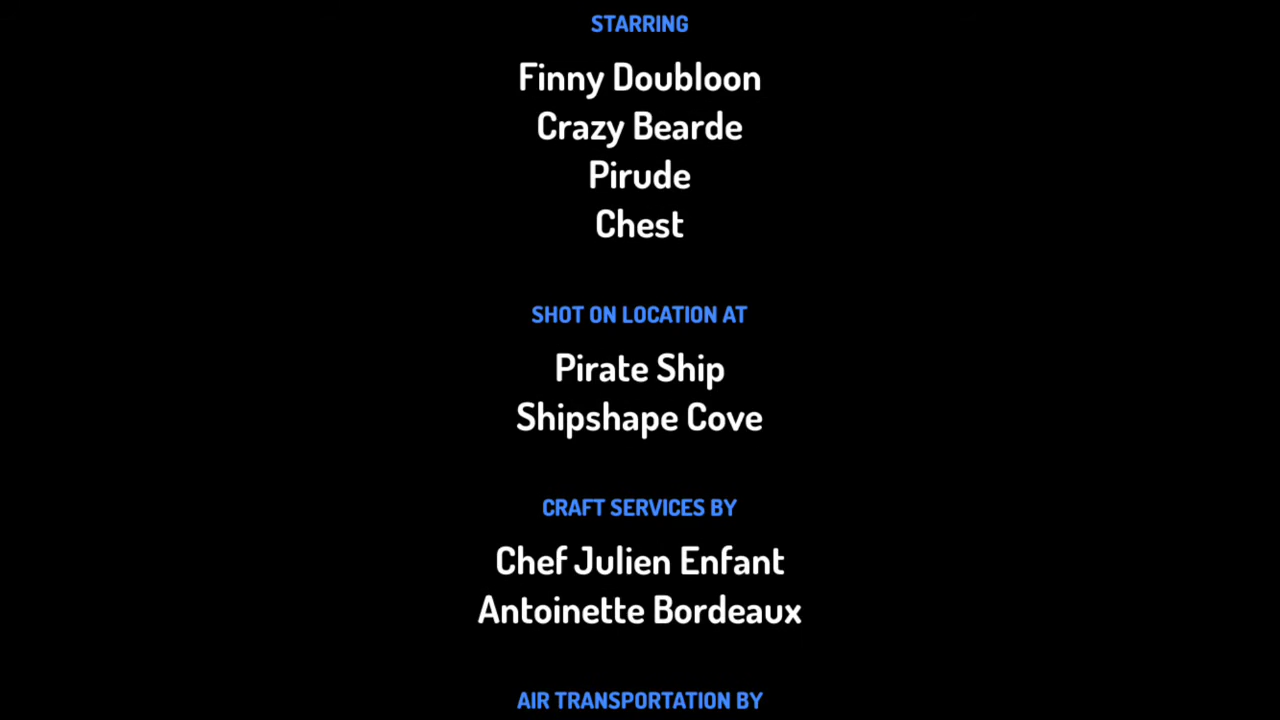 STARRING
Finny Doubloon
Crazy Bearde
Pirude
Chest
SHOT ON LOCATION AT
Pirate Ship
Shipshape Cove
CRAFT SERVICES BY
Chef Julien Enfant
Antoinette Bordeaux
AIR TRANSPORTATION BY